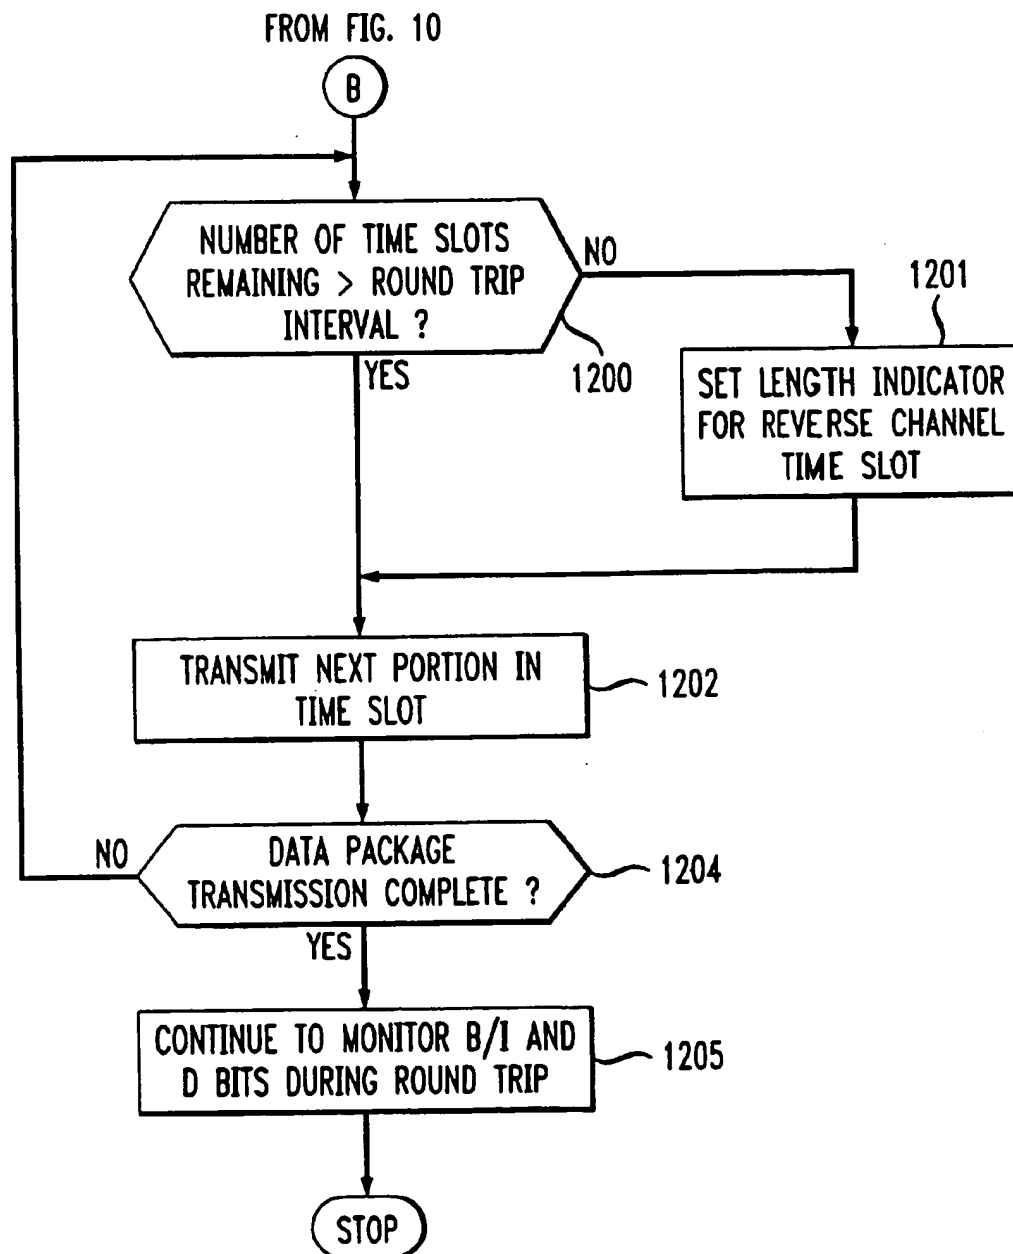 FROM FIG. 10
B
NUMBER OF TIME SLOTS
REMAINING > ROUND TRIP
INTERVAL ?
NO
1200
YES
1201
SET LENGTH INDICATOR
FOR REVERSE CHANNEL
TIME SLOT
TRANSMIT NEXT PORTION IN
TIME SLOT
1202
NO
DATA PACKAGE
TRANSMISSION COMPLETE ?
1204
YES
CONTINUE TO MONITOR B/I AND
D BITS DURING ROUND TRIP
1205
STOP